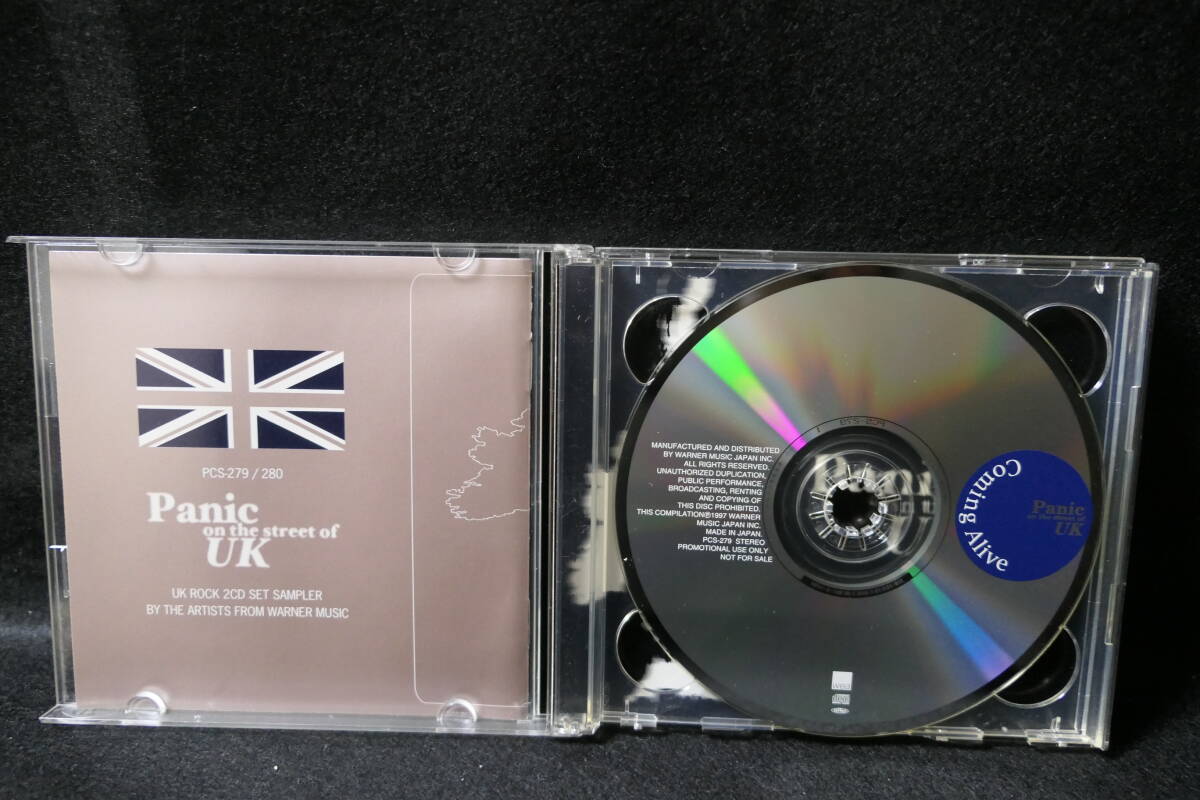 PCS-279 / 280
Panic
on the street of
UK
UK ROCK 2CD SET SAMPLER
BY THE ARTISTS FROM WARNER MUSIC
MANUFACTURED AND DISTRIBUTED
BY WARNER MUSIC JAPAN INC.
ALL RIGHTS RESERVED.
UNAUTHORIZED DUPLICATION,
PUBLIC PERFORMANCE,
BROADCASTING, RENTING
AND COPYING OF
THIS DISC PROHIBITED.
THIS COMPILATION℗1997 WARNER
MUSIC JAPAN INC.
MADE IN JAPAN.
PCS-279 STEREO
PROMOTIONAL USE ONLY
NOT FOR SALE
Coming Alive
Panic
on the street of
UK